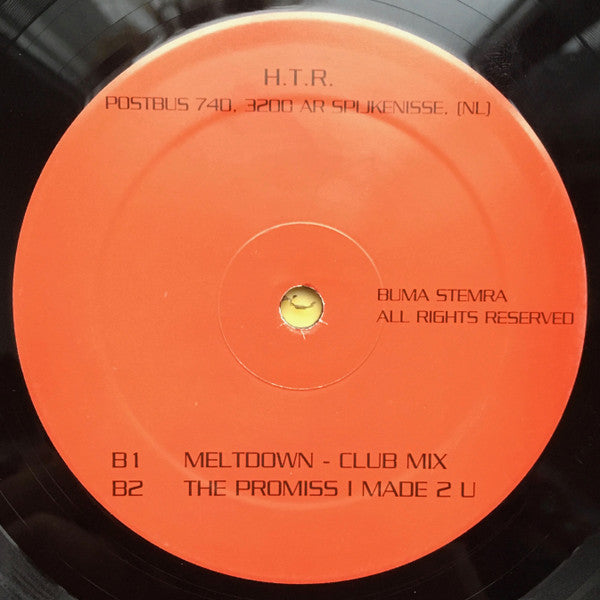 H.T.R.
POSTBUS 740, 3200 AR SPIJKENISSE. (NL)
BUMA STEMRA
ALL RIGHTS RESERVED
B1 MELTDOWN - CLUB MIX
B2 THE PROMISS I MADE 2 U